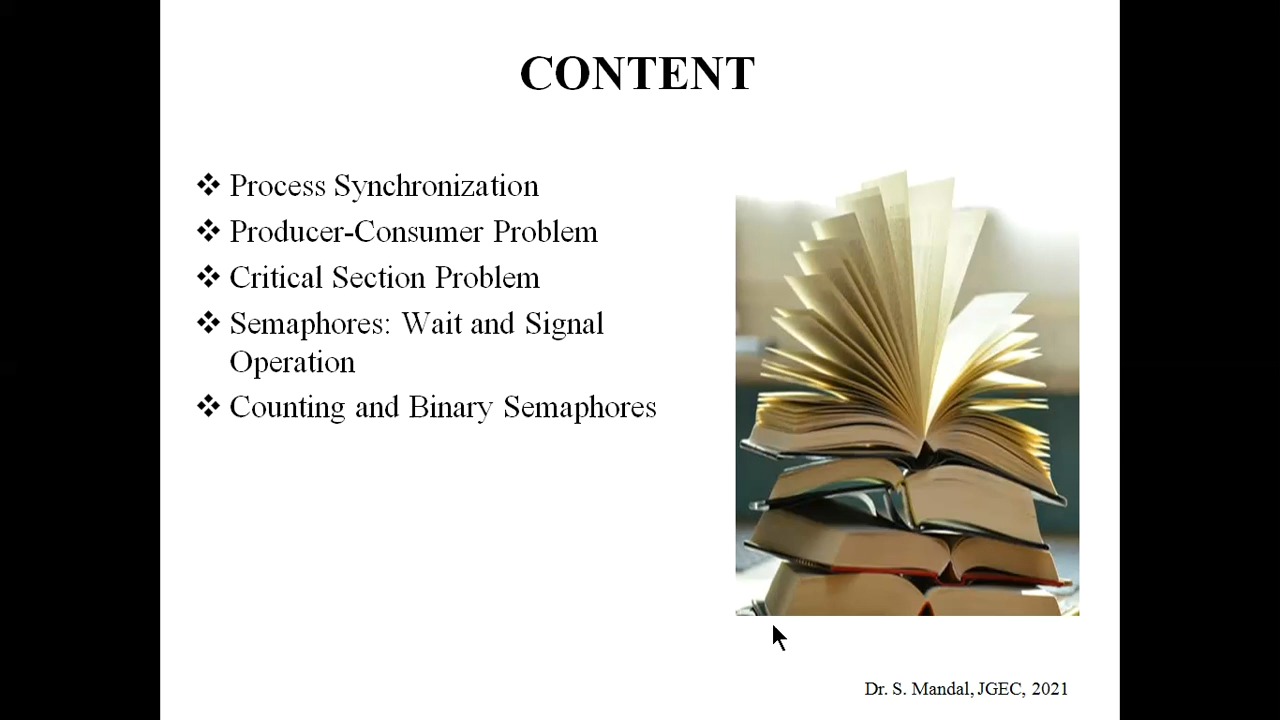 CONTENT
❖ Process Synchronization
❖ Producer-Consumer Problem
❖ Critical Section Problem
❖ Semaphores: Wait and Signal
Operation
❖ Counting and Binary Semaphores
Dr. S. Mandal, JGEC, 2021